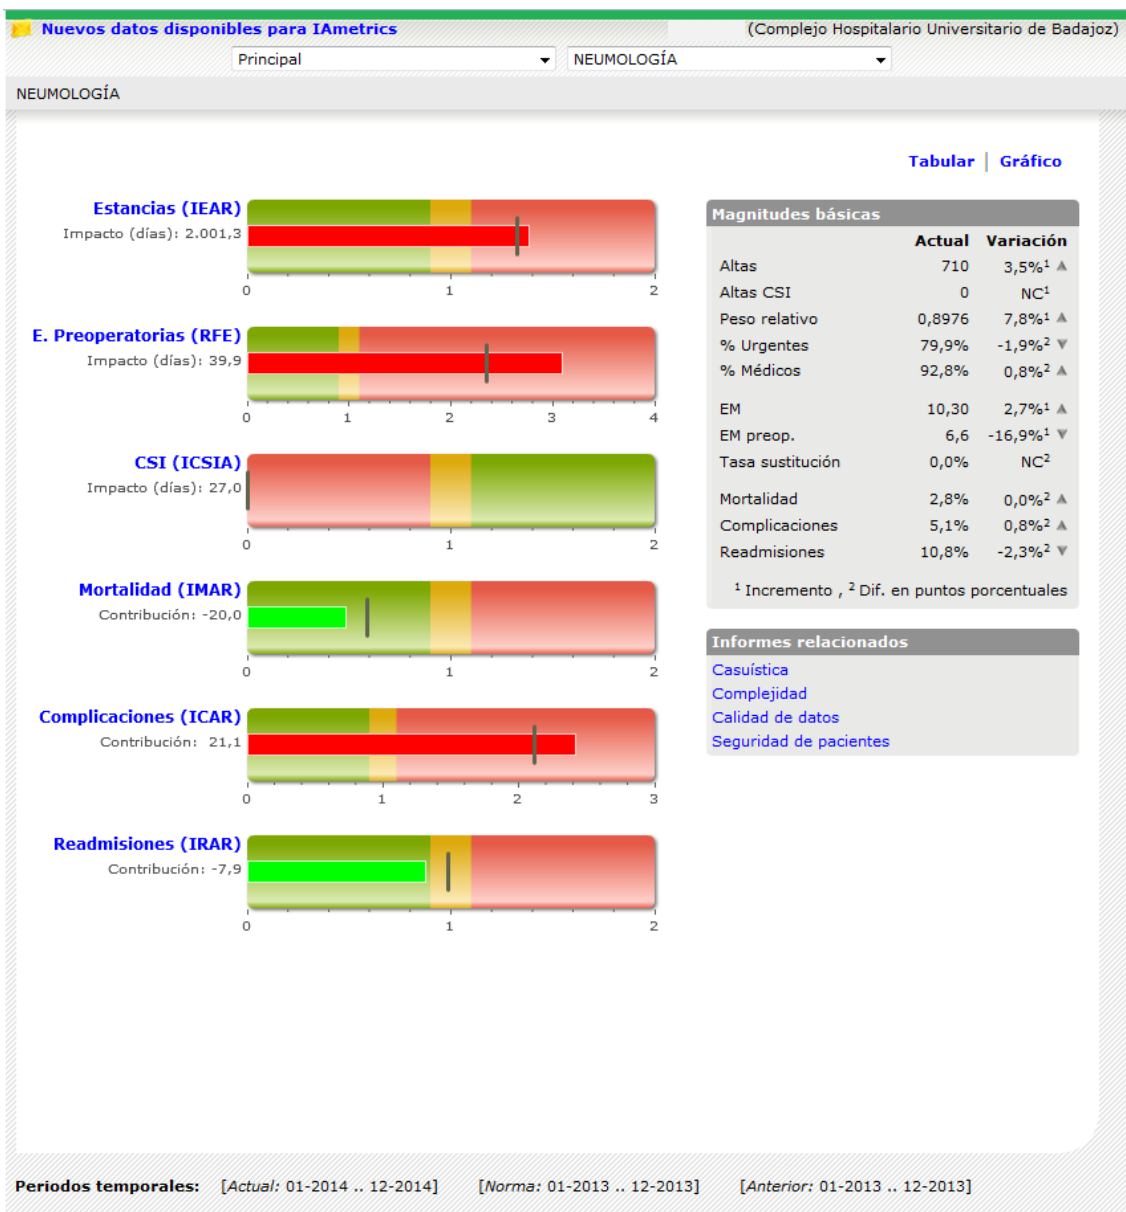 Nuevos datos disponibles para IAmetrics
(Complejo Hospitalario Universitario de Badajoz)
Principal
NEUMOLOGÍA
NEUMOLOGÍA
Tabular | Gráfico
Estancias (IEAR)
Impacto (días): 2.001,3
0 1 2
E. Preoperatorias (RFE)
Impacto (días): 39,9
0 1 2 3 4
CSI (ICSIA)
Impacto (días): 27,0
0 1 2
Mortalidad (IMAR)
Contribución: -20,0
0 1 2
Complicaciones (ICAR)
Contribución: 21,1
0 1 2 3
Readmisiones (IRAR)
Contribución: -7,9
0 1 2
Magnitudes básicas
Actual Variación
Altas 710 3,5%¹ ▲
Altas CSI 0 NC¹
Peso relativo 0,8976 7,8%¹ ▲
% Urgentes 79,9% -1,9%² ▼
% Médicos 92,8% 0,8%² ▲
EM 10,30 2,7%¹ ▲
EM preop. 6,6 -16,9%¹ ▼
Tasa sustitución 0,0% NC²
Mortalidad 2,8% 0,0%² ▲
Complicaciones 5,1% 0,8%² ▲
Readmisiones 10,8% -2,3%² ▼
¹ Incremento , ² Dif. en puntos porcentuales
Informes relacionados
Casuística
Complejidad
Calidad de datos
Seguridad de pacientes
Periodos temporales: [Actual: 01-2014 .. 12-2014] [Norma: 01-2013 .. 12-2013] [Anterior: 01-2013 .. 12-2013]